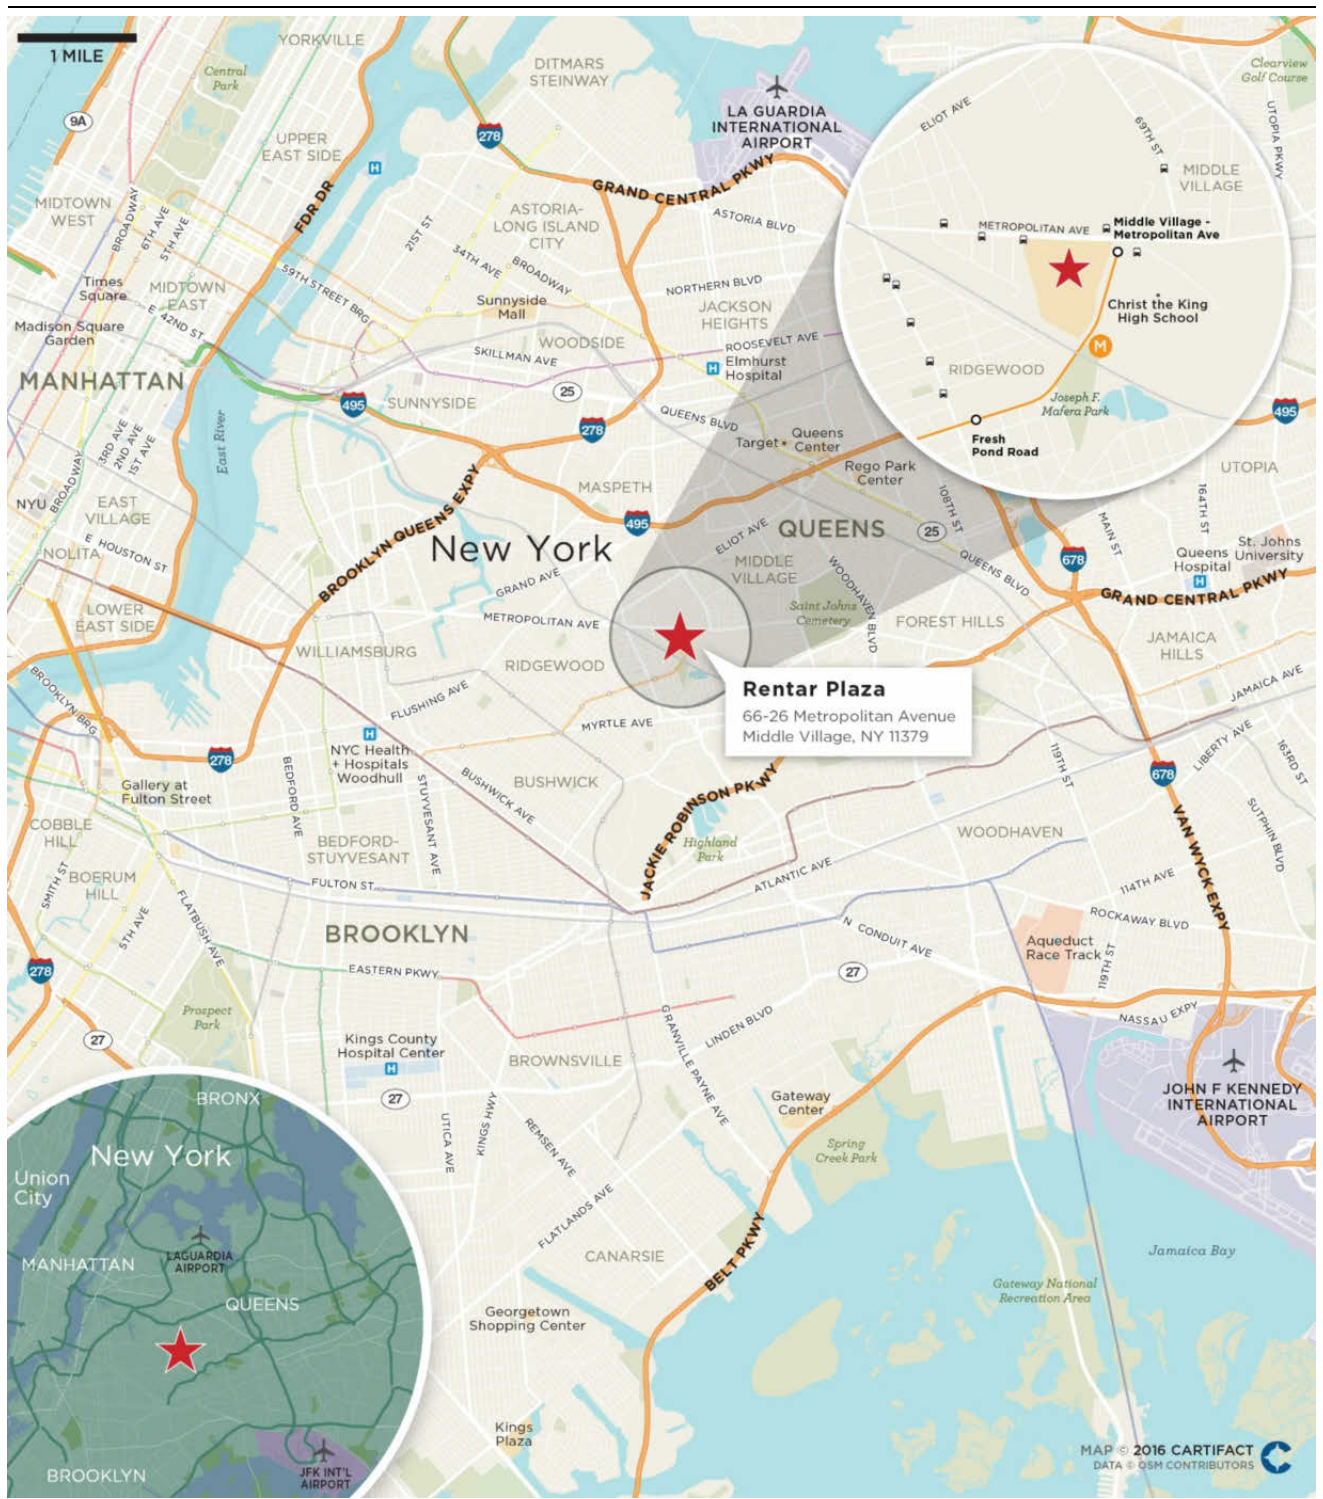 1 MILE
YORKVILLE
Central
Park
9A
UPPER
EAST SIDE
MIDTOWN
WEST
BROADWAY
6TH AVE
5TH AVE
FDR DR
H
DITMARS
STEINWAY
278
LA GUARDIA
INTERNATIONAL
AIRPORT
GRAND CENTRAL PKWY
ASTORIA-
LONG ISLAND
CITY
ASTORIA BLVD
21ST ST
34TH AVE
BROADWAY
59TH STREET BRG
NORTHERN BLVD
Clearview
Golf Course
UTOPIA PKWY
ELIOT AVE
69TH ST
MIDDLE
VILLAGE
METROPOLITAN AVE
Middle Village -
Metropolitan Ave
Christ the King
High School
M
RIDGEWOOD
Joseph F.
Mafera Park
Fresh
Pond Road
Times
Square
MIDTOWN
EAST
E 42ND ST
Madison Square
Garden
MANHATTAN
Sunnyside
Mall
WOODSIDE
JACKSON
HEIGHTS
ROOSEVELT AVE
SKILLMAN AVE
H
Elmhurst
Hospital
25
495
SUNNYSIDE
278
QUEENS BLVD
Target
Queens
Center
Rego Park
Center
495
UTOPIA
3RD AVE
2ND AVE
1ST AVE
East River
BROADWAY
NYU
EAST
VILLAGE
NOLITA
E HOUSTON ST
LOWER
EAST SIDE
BROOKLYN QUEENS EXPY
MASPETH
495
New York
ELIOT AVE
QUEENS
MIDDLE
VILLAGE
108TH ST
25
QUEENS BLVD
MAIN ST
164TH ST
678
Queens
Hospital
H
St. Johns
University
GRAND CENTRAL PKWY
GRAND AVE
METROPOLITAN AVE
WOODHAVEN BLVD
Saint Johns
Cemetery
FOREST HILLS
JAMAICA
HILLS
WILLIAMSBURG
RIDGEWOOD
Rentar Plaza
66-26 Metropolitan Avenue
Middle Village, NY 11379
BROOKLYN BRG
FLUSHING AVE
MYRTLE AVE
JAMAICA AVE
LIBERTY AVE
163RD ST
119TH ST
278
H
NYC Health
+ Hospitals
Woodhull
Gallery at
Fulton Street
BEDFORD AVE
STUYVESANT AVE
BUSHWICK AVE
BUSHWICK
JACKIE ROBINSON PKWY
678
VAN WYCK EXPY
SUTPHIN BLVD
COBBLE
HILL
SMITH ST
BOERUM
HILL
BEDFORD-
STUYVESANT
Highland
Park
WOODHAVEN
FULTON ST
ATLANTIC AVE
114TH AVE
ROCKAWAY BLVD
5TH AVE
FLATBUSH AVE
BROOKLYN
N CONDUIT AVE
Aqueduct
Race Track
119TH ST
278
EASTERN PKWY
27
Prospect
Park
27
GRANVILLE PAYNE AVE
LINDEN BLVD
NASSAU EXPY
Kings County
Hospital Center
H
BROWNSVILLE
JOHN F KENNEDY
INTERNATIONAL
AIRPORT
27
UTICA AVE
KINGS HWY
REMSEN AVE
Gateway
Center
Spring
Creek Park
FLATLANDS AVE
CANARSIE
BELT PKWY
Jamaica Bay
Gateway National
Recreation Area
Georgetown
Shopping Center
Kings
Plaza
BRONX
New York
Union
City
LAGUARDIA
AIRPORT
MANHATTAN
QUEENS
BROOKLYN
JFK INT'L
AIRPORT
MAP © 2016 CARTIFACT
DATA © OSM CONTRIBUTORS